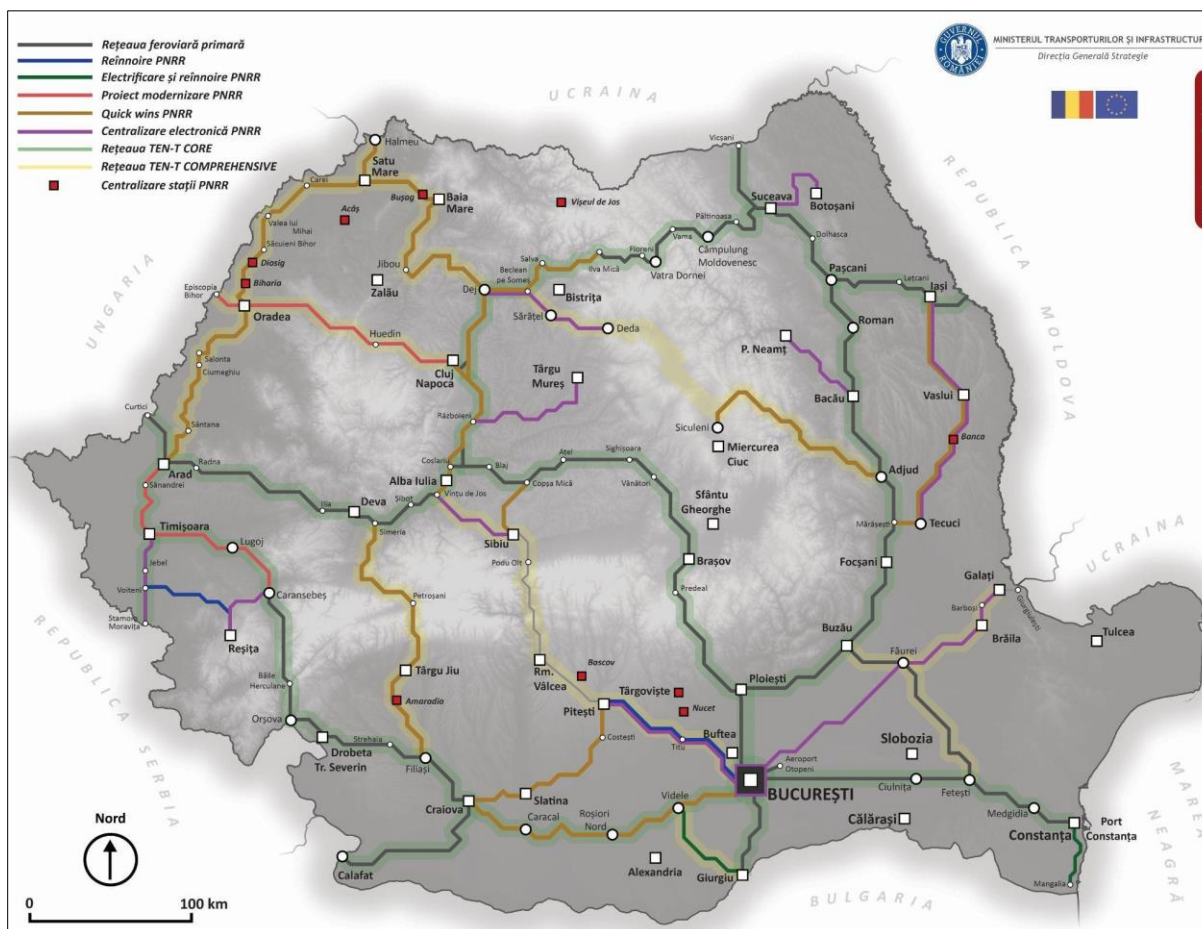 Rețeaua feroviară primară
Reînnoire PNRR
Electrificare și reînnoire PNRR
Proiect modernizare PNRR
Quick wins PNRR
Centralizare electronică PNRR
Rețeaua TEN-T CORE
Rețeaua TEN-T COMPREHENSIVE
Centralizare stații PNRR
GUVERNUL ROMÂNIEI
MINISTERUL TRANSPORTURILOR ȘI INFRASTRUCTUR
Direcția Generală Strategie
UCRAINA
Halmeu
Vicșani
Satu
Mare
Carei
Bușag
Baia
Mare
Acâș
Vișeul de Jos
Suceava
Botoșani
REPUBLICA
MOLDOVA
Valea lui
Mihai
Săcuieni Bihor
Diosig
Biharia
Episcopia
Bihor
Oradea
UNGARIA
Jibou
Zalău
Dej
Salva
Beclean
pe Someș
Ilva Mică
Floreni
Vama
Păltinoasa
Câmpulung
Moldovenesc
Vatra Dornei
Dolhasca
Pașcani
Lețcani
Iași
Bistrița
Sărățel
Deda
Roman
P. Neamț
Huedin
Cluj
Napoca
Târgu
Mureș
Bacău
Vaslui
Salonta
Ciumeghiu
Războieni
Siculeni
Miercurea
Ciuc
Banca
Curtici
Sântana
Arad
Radna
Coslariu
Blaj
Atel
Sighișoara
Vânători
Adjud
Alba Iulia
Copșa Mică
Sânandrei
Ilia
Deva
Șibot
Vințu de Jos
Simeria
Sfântu
Gheorghe
Mărășești
Tecuci
Timișoara
Lugoj
Sibiu
Podu Olt
Brașov
Focșani
UCRAINA
Jebel
Voiteni
Caransebeș
Petroșani
Predeal
Galați
Giurgiulești
Barboși
Stamora
Moravița
Reșița
Buzău
Brăila
Tulcea
Făurei
REPUBLICA
SERBIA
Băile
Herculane
Târgu Jiu
Rm.
Vâlcea
Bascov
Târgoviște
Ploiești
Amaradia
Pitești
Nucet
Orșova
Costești
Titu
Buftea
Slobozia
Drobeta
Tr. Severin
Strehaia
Filiași
Aeroport
Otopeni
BUCUREȘTI
Ciulnița
Fetești
Craiova
Slatina
Videle
Medgidia
Constanța
Port
Constanța
Caracal
Roșiori
Nord
Călărași
MAREA
NEAGRĂ
Nord
Calafat
Alexandria
Giurgiu
Mangalia
BULGARIA
0
100 km